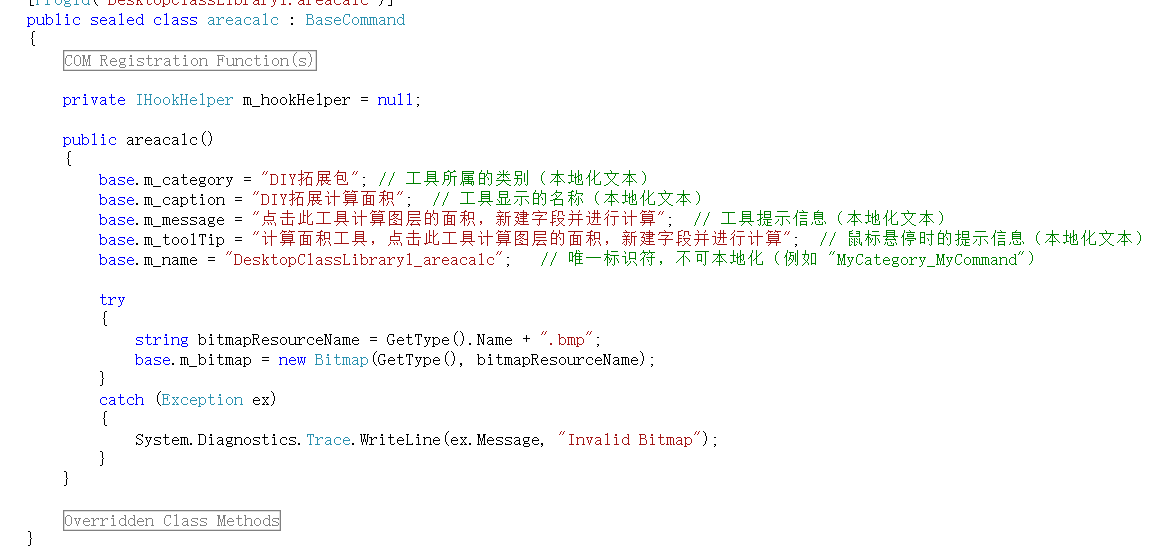 [ProgId("DesktopClassLibrary1.areacalc")]
public sealed class areacalc : BaseCommand
{
COM Registration Function(s)
private IHookHelper m_hookHelper = null;
public areacalc()
{
base.m_category = "DIY拓展包"; // 工具所属的类别（本地化文本）
base.m_caption = "DIY拓展计算面积";  // 工具显示的名称（本地化文本）
base.m_message = "点击此工具计算图层的面积，新建字段并进行计算";  // 工具提示信息（本地化文本）
base.m_toolTip = "计算面积工具，点击此工具计算图层的面积，新建字段并进行计算";  // 鼠标悬停时的提示信息（本地化文本）
base.m_name = "DesktopClassLibrary1_areacalc";   // 唯一标识符，不可本地化（例如 "MyCategory_MyCommand"）
try
{
string bitmapResourceName = GetType().Name + ".bmp";
base.m_bitmap = new Bitmap(GetType(), bitmapResourceName);
}
catch (Exception ex)
{
System.Diagnostics.Trace.WriteLine(ex.Message, "Invalid Bitmap");
}
}
Overridden Class Methods
}